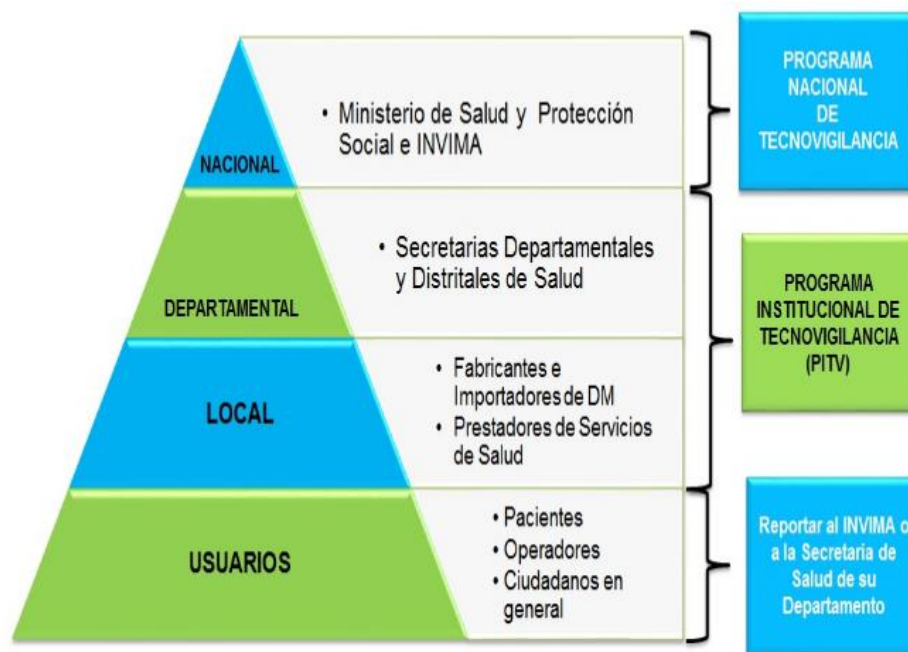 NACIONAL
• Ministerio de Salud y Protección
Social e INVIMA
PROGRAMA
NACIONAL
DE
TECNOVIGILANCIA
DEPARTAMENTAL
• Secretarias Departamentales
y Distritales de Salud
PROGRAMA
INSTITUCIONAL DE
TECNOVIGILANCIA
(PITV)
LOCAL
• Fabricantes e
Importadores de DM
• Prestadores de Servicios
de Salud
USUARIOS
• Pacientes
• Operadores
• Ciudadanos en
general
Reportar al INVIMA o
a la Secretaria de
Salud de su
Departamento